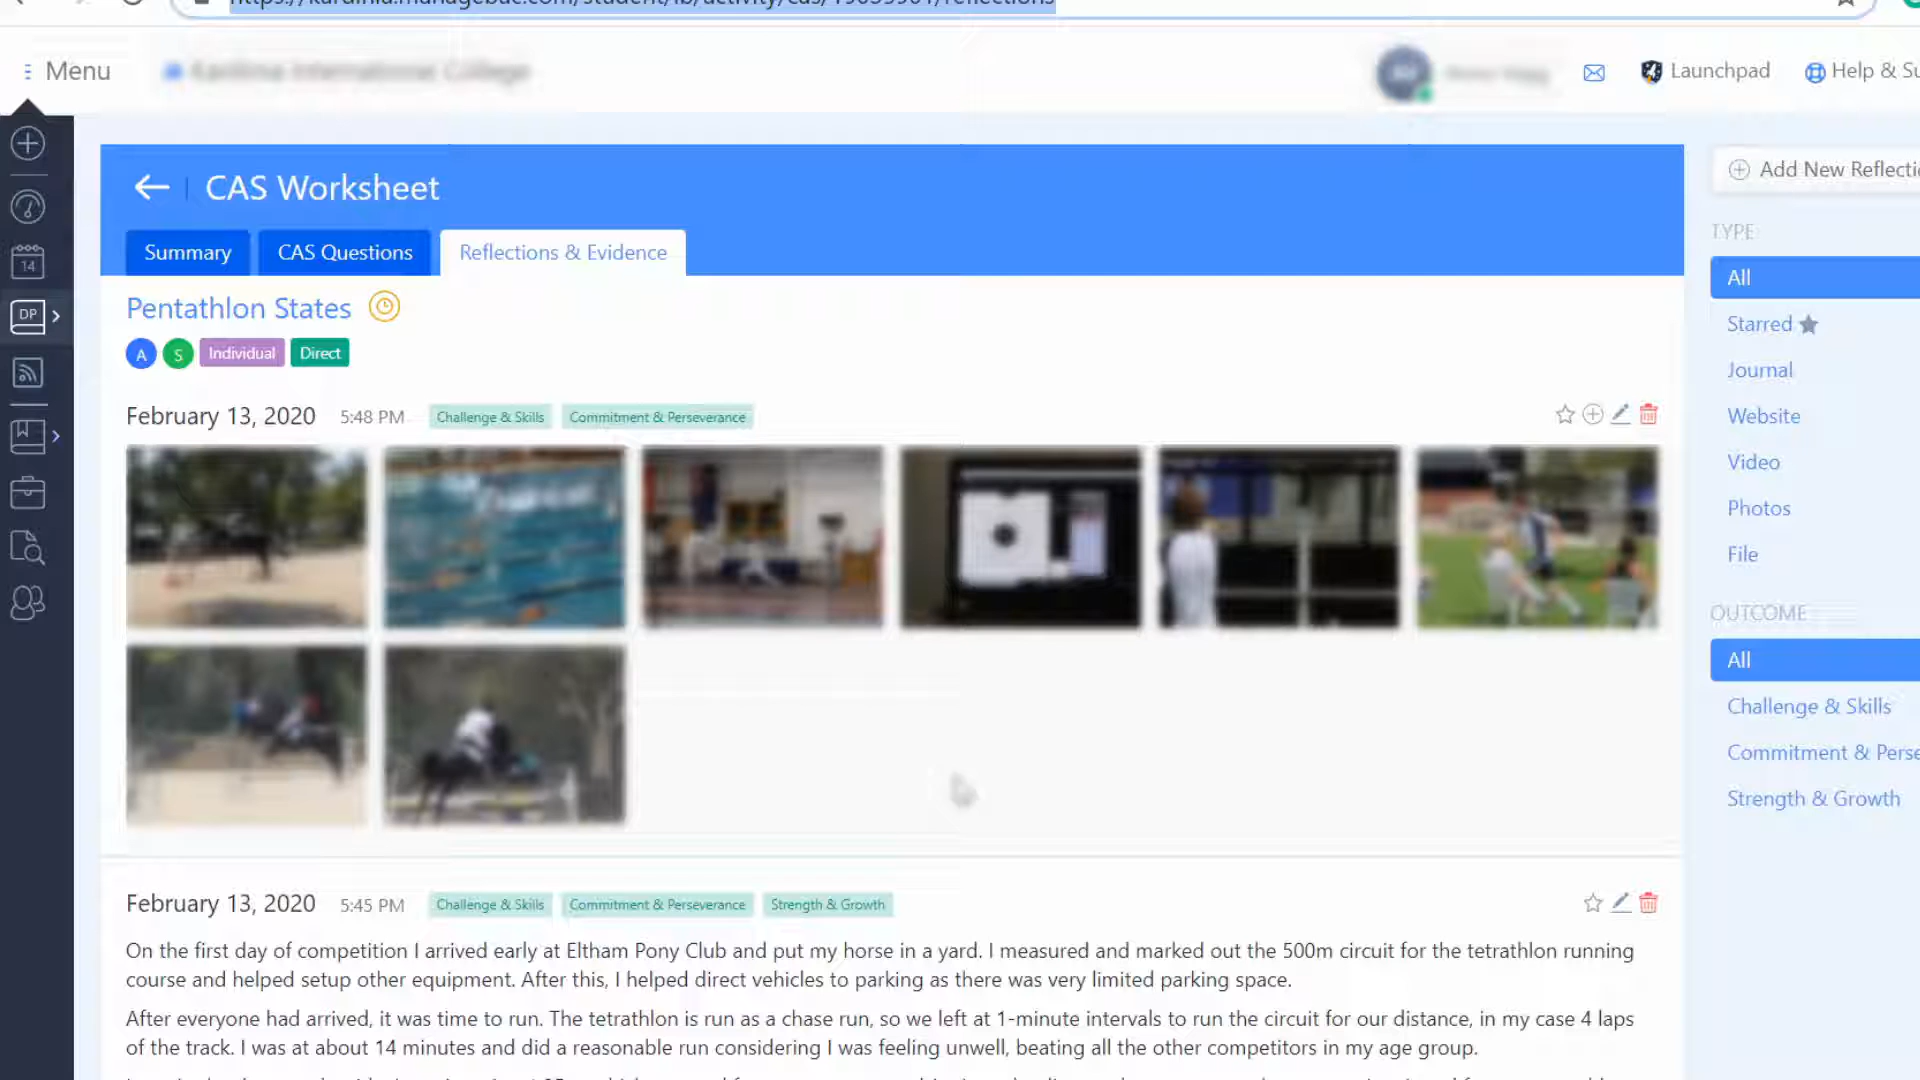 Menu
Launchpad
Help & Su
14
DP
CAS Worksheet
Summary
CAS Questions
Reflections & Evidence
Pentathlon States
A S Individual Direct
February 13, 2020 5:48 PM Challenge & Skills Commitment & Perseverance
February 13, 2020 5:45 PM Challenge & Skills Commitment & Perseverance Strength & Growth
On the first day of competition I arrived early at Eltham Pony Club and put my horse in a yard. I measured and marked out the 500m circuit for the tetrathlon running
course and helped setup other equipment. After this, I helped direct vehicles to parking as there was very limited parking space.
After everyone had arrived, it was time to run. The tetrathlon is run as a chase run, so we left at 1-minute intervals to run the circuit for our distance, in my case 4 laps
of the track. I was at about 14 minutes and did a reasonable run considering I was feeling unwell, beating all the other competitors in my age group.
Add New Reflecti
TYPE
All
Starred
Journal
Website
Video
Photos
File
OUTCOME
All
Challenge & Skills
Commitment & Perse
Strength & Growth